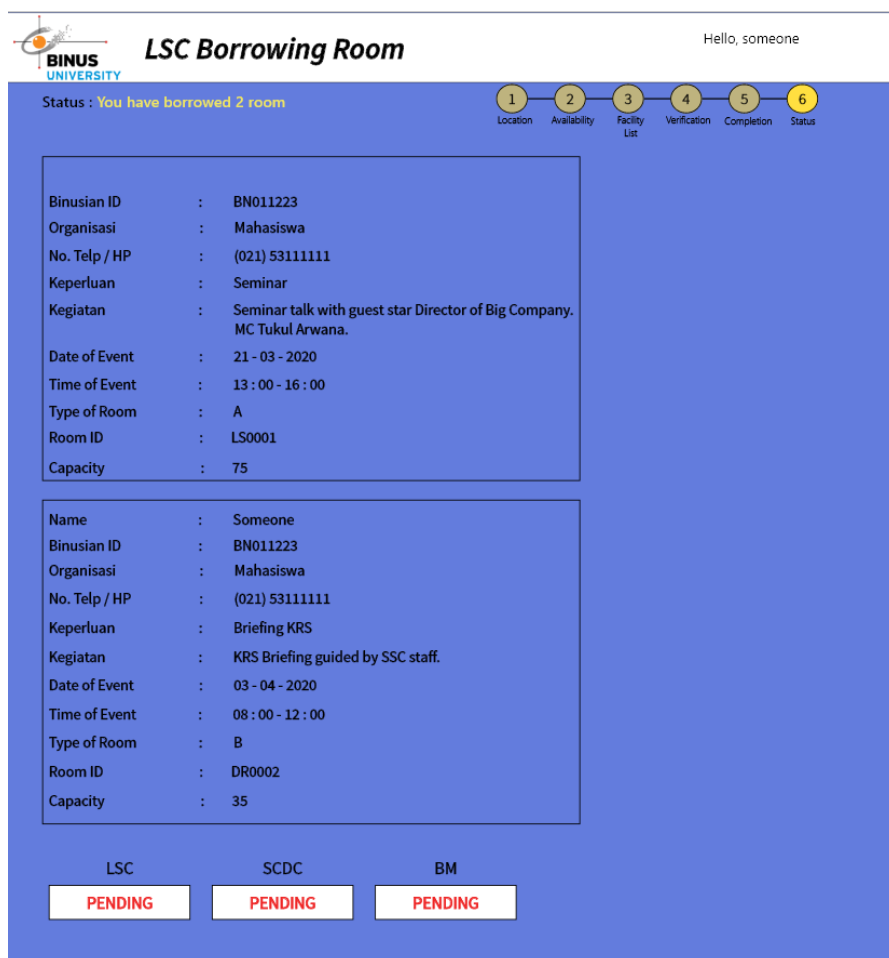 BINUS
UNIVERSITY
LSC Borrowing Room
Hello, someone
Status : You have borrowed 2 room
1 2 3 4 5 6
Location Availability Facility List Verification Completion Status
Binusian ID : BN011223
Organisasi : Mahasiswa
No. Telp / HP : (021) 53111111
Keperluan : Seminar
Kegiatan : Seminar talk with guest star Director of Big Company.
MC Tukul Arwana.
Date of Event : 21 - 03 - 2020
Time of Event : 13 : 00 - 16 : 00
Type of Room : A
Room ID : LS0001
Capacity : 75
Name : Someone
Binusian ID : BN011223
Organisasi : Mahasiswa
No. Telp / HP : (021) 53111111
Keperluan : Briefing KRS
Kegiatan : KRS Briefing guided by SSC staff.
Date of Event : 03 - 04 - 2020
Time of Event : 08 : 00 - 12 : 00
Type of Room : B
Room ID : DR0002
Capacity : 35
LSC SCDC BM
PENDING PENDING PENDING